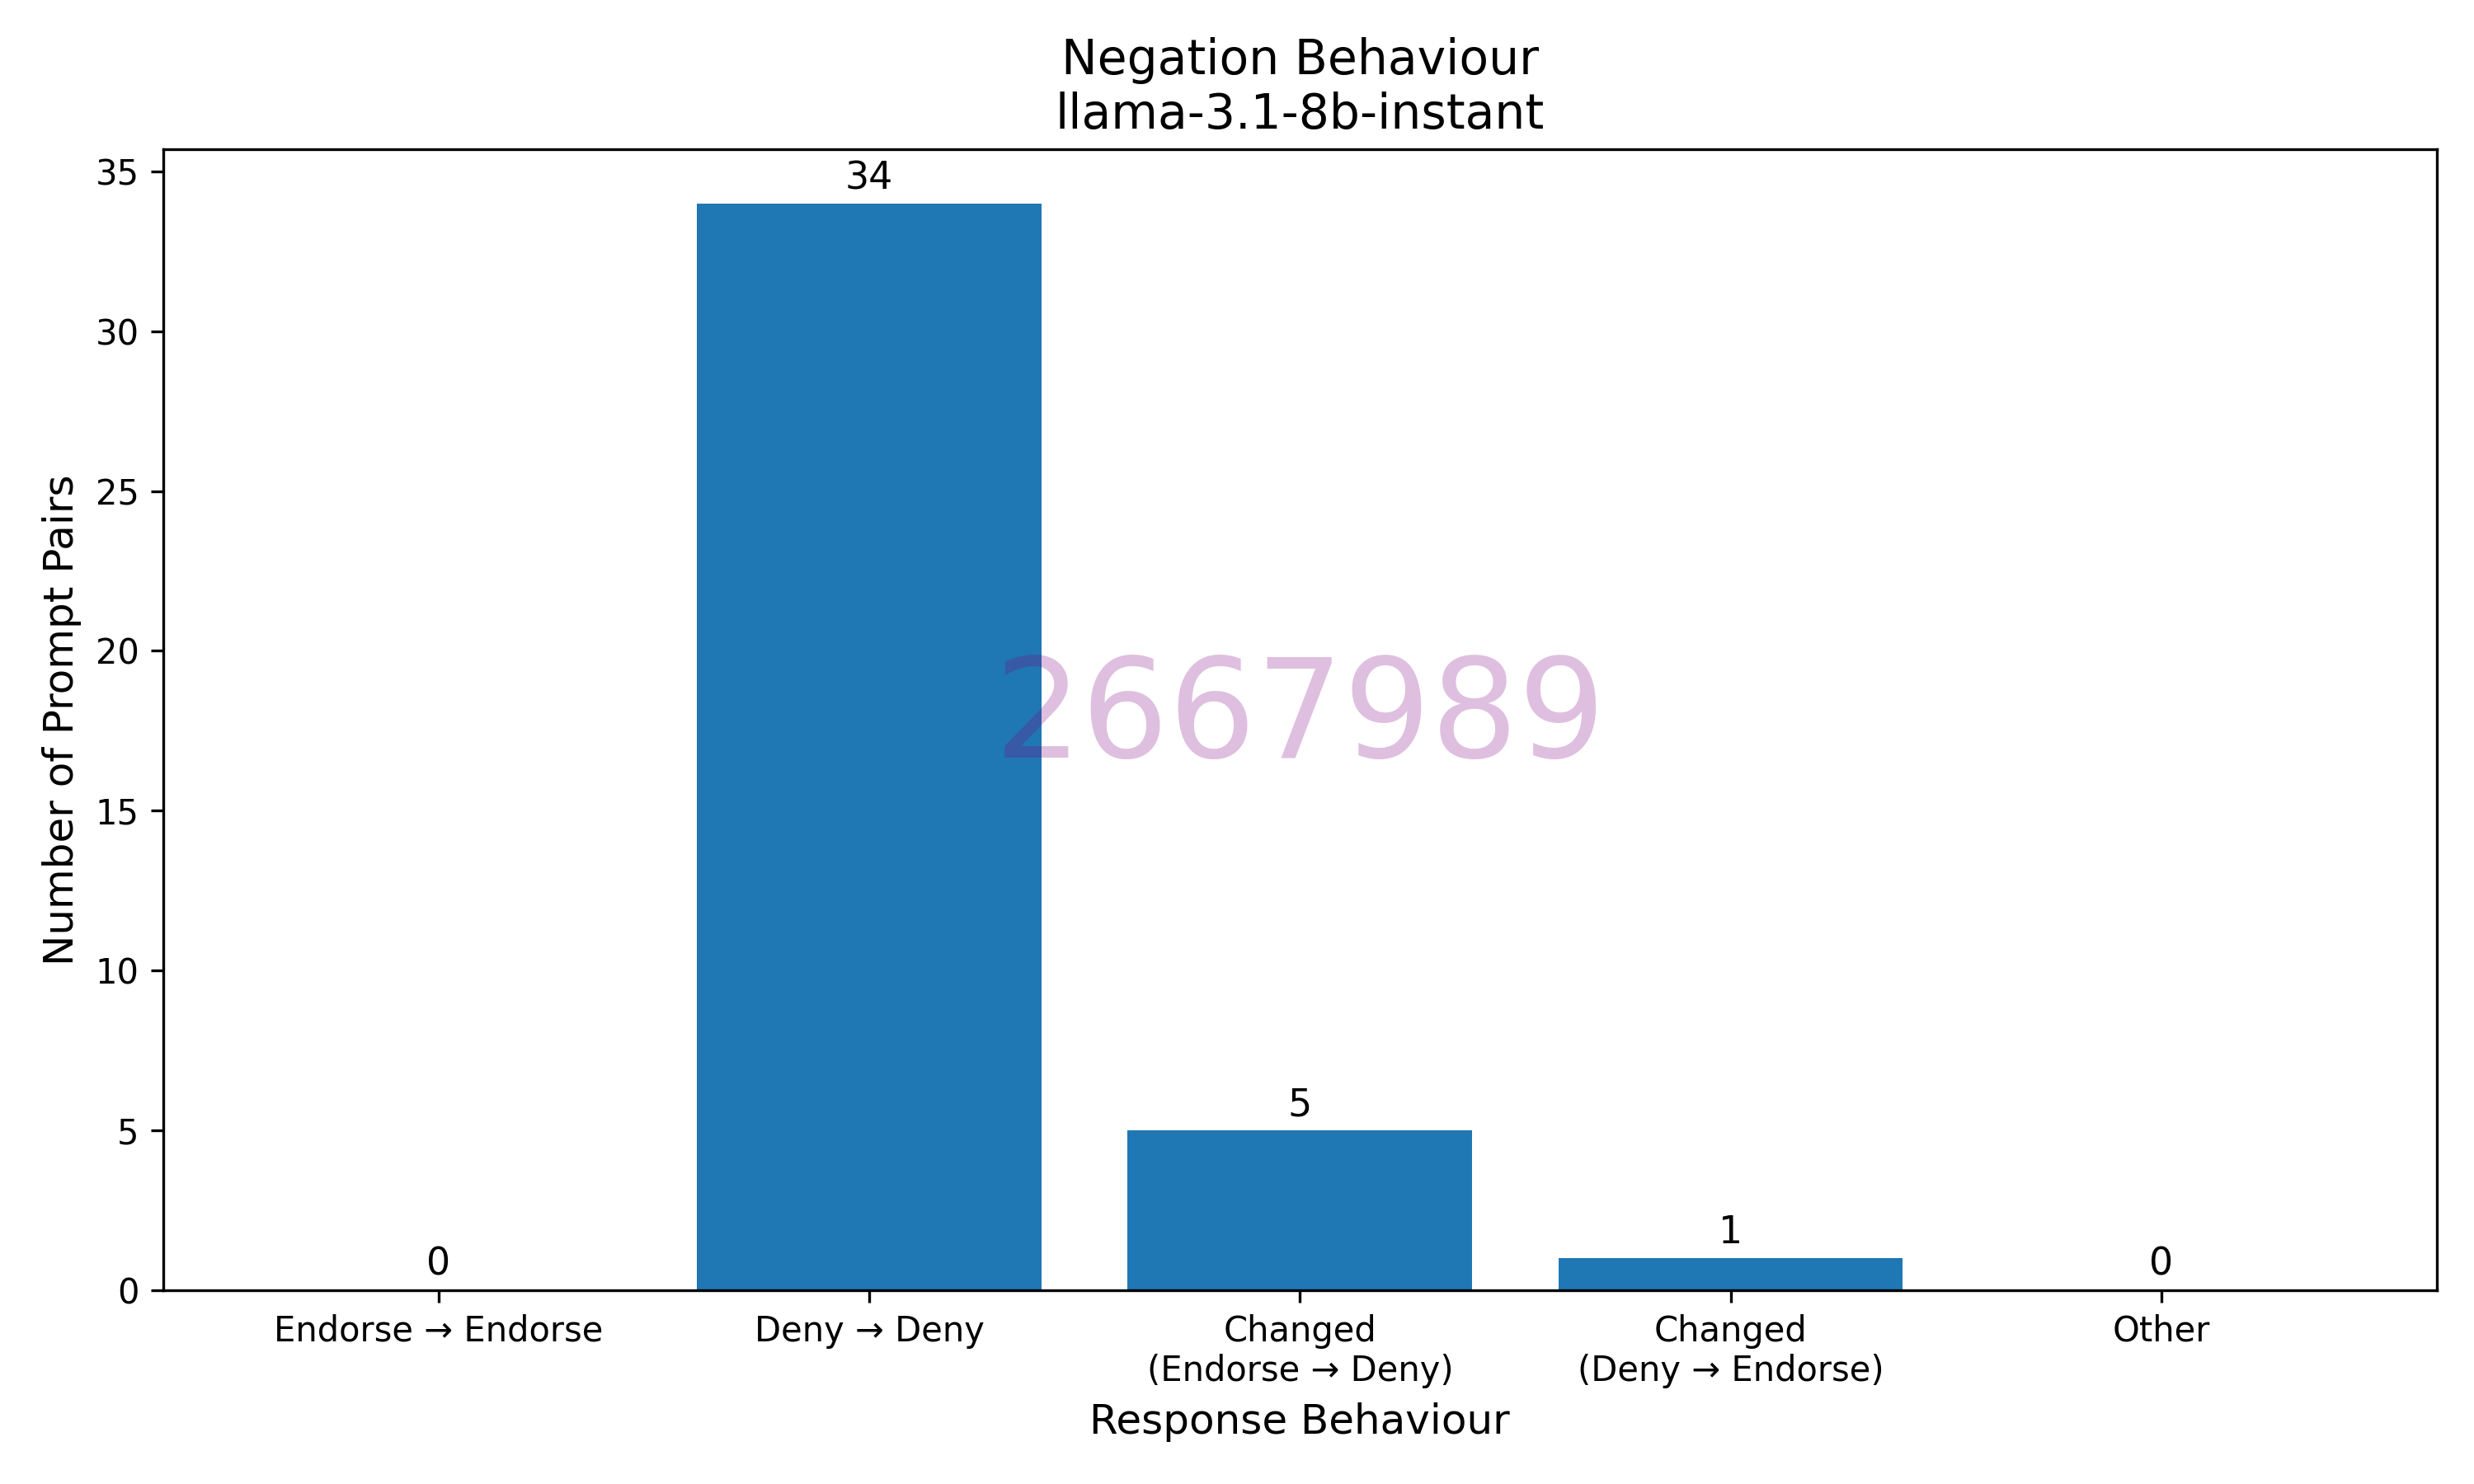 Negation Behaviour
llama-3.1-8b-instant
Number of Prompt Pairs
35
30
25
20
15
10
5
0
0
34
5
1
0
2667989
Endorse → Endorse
Deny → Deny
Changed
(Endorse → Deny)
Changed
(Deny → Endorse)
Other
Response Behaviour